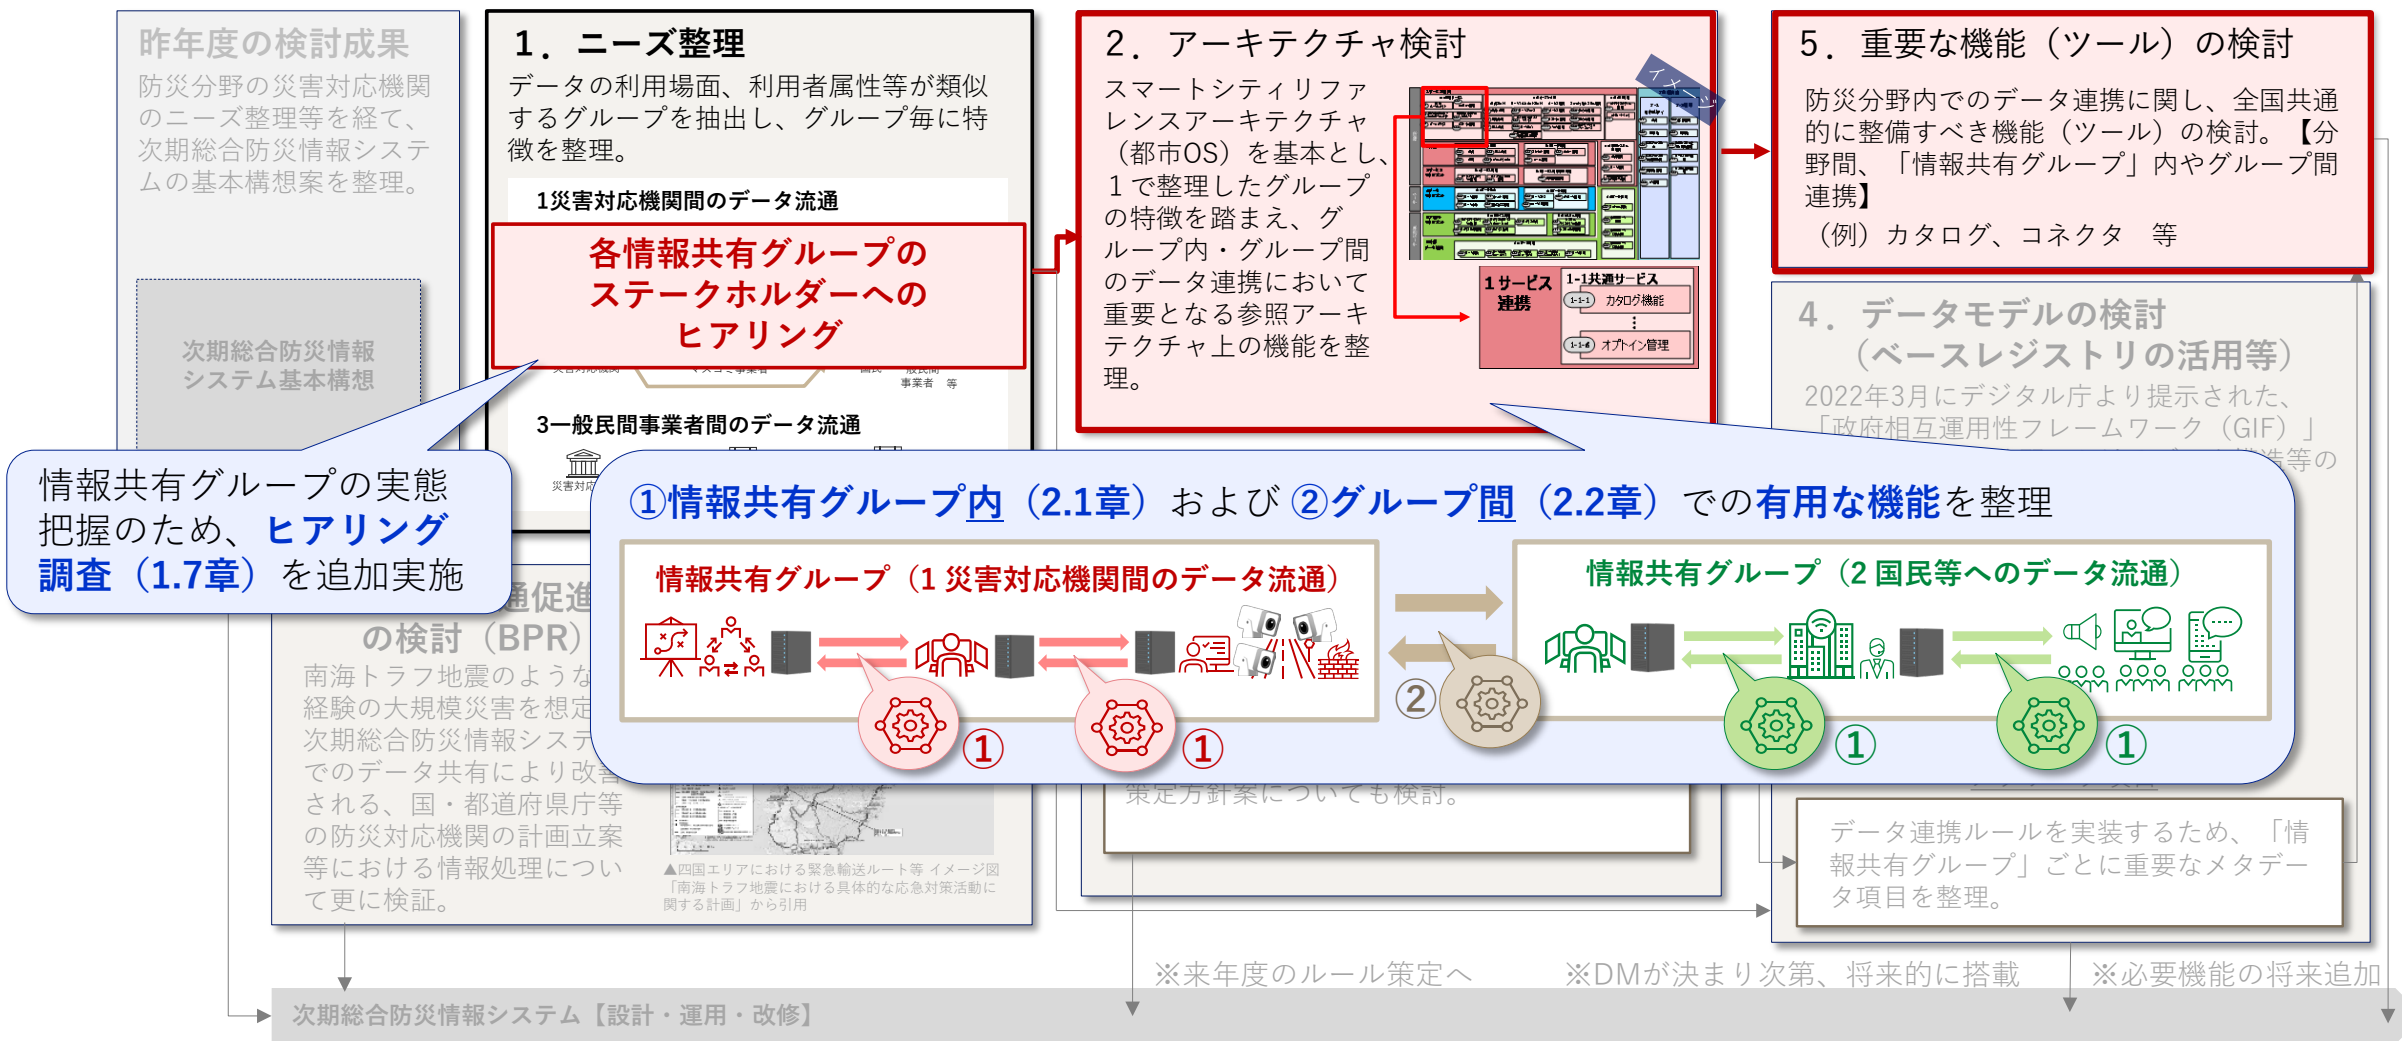 昨年度の検討成果
防災分野の災害対応機関
のニーズ整理等を経て、
次期総合防災情報システ
ムの基本構想案を整理。
次期総合防災情報
システム基本構想
1．ニーズ整理
データの利用場面、利用者属性等が類似
するグループを抽出し、グループ毎に特
徴を整理。
1災害対応機関間のデータ流通
各情報共有グループの
ステークホルダーへの
ヒアリング
事業者　等
3一般民間事業者間のデータ流通
災害対応
情報共有グループの実態
把握のため、ヒアリング
調査（1.7章）を追加実施
2．アーキテクチャ検討
スマートシティリファ
レンスアーキテクチャ
（都市OS）を基本とし、
１で整理したグループ
の特徴を踏まえ、グ
ループ内・グループ間
のデータ連携において
重要となる参照アーキ
テクチャ上の機能を整
理。
イメージ
1 サービス
連携
1-1共通サービス
1-1-1 カタログ機能
1-1-6 オプトイン管理
5．重要な機能（ツール）の検討
防災分野内でのデータ連携に関し、全国共通
的に整備すべき機能（ツール）の検討。【分
野間、「情報共有グループ」内やグループ間
連携】
（例）カタログ、コネクタ　等
4．データモデルの検討
（ベースレジストリの活用等）
2022年3月にデジタル庁より提示された、
「政府相互運用性フレームワーク（GIF）」
造等の
①情報共有グループ内（2.1章）および ②グループ間（2.2章）での有用な機能を整理
情報共有グループ（1 災害対応機関間のデータ流通）
①
①
②
情報共有グループ（2 国民等へのデータ流通）
①
①
通促進
の検討（BPR）
南海トラフ地震のような
経験の大規模災害を想定
次期総合防災情報システ
でのデータ共有により改善
される、国・都道府県庁等
の防災対応機関の計画立案
等における情報処理につい
て更に検証。
▲四国エリアにおける緊急輸送ルート等 イメージ図
「南海トラフ地震における具体的な応急対策活動に
関する計画」から引用
策定方針案についても検討。
データ連携ルールを実装するため、「情
報共有グループ」ごとに重要なメタデー
タ項目を整理。
※来年度のルール策定へ
※DMが決まり次第、将来的に搭載
※必要機能の将来追加
次期総合防災情報システム【設計・運用・改修】